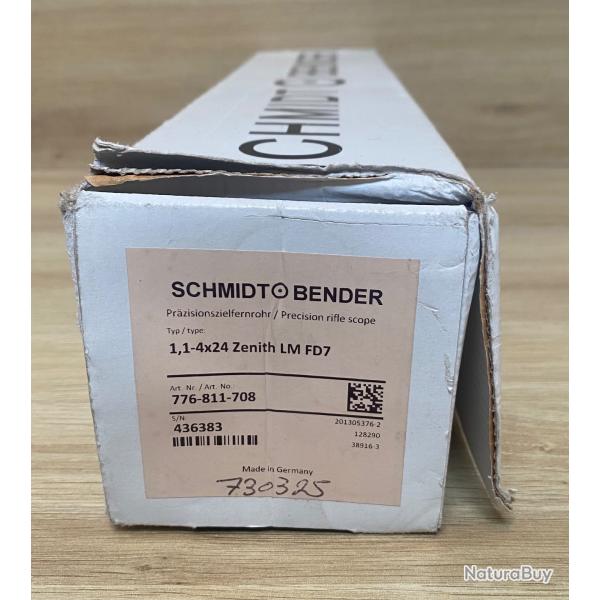 SCHMIDT
SCHMIDT BENDER
Präzisionszielfernrohr / Precision rifle scope
Typ / type:
1,1-4x24 Zenith LM FD7
Art. Nr./ Art. No.:
776-811-708
S/N:
436383
201305376-2
128290
38916-3
Made in Germany
730325
NaturaBuy